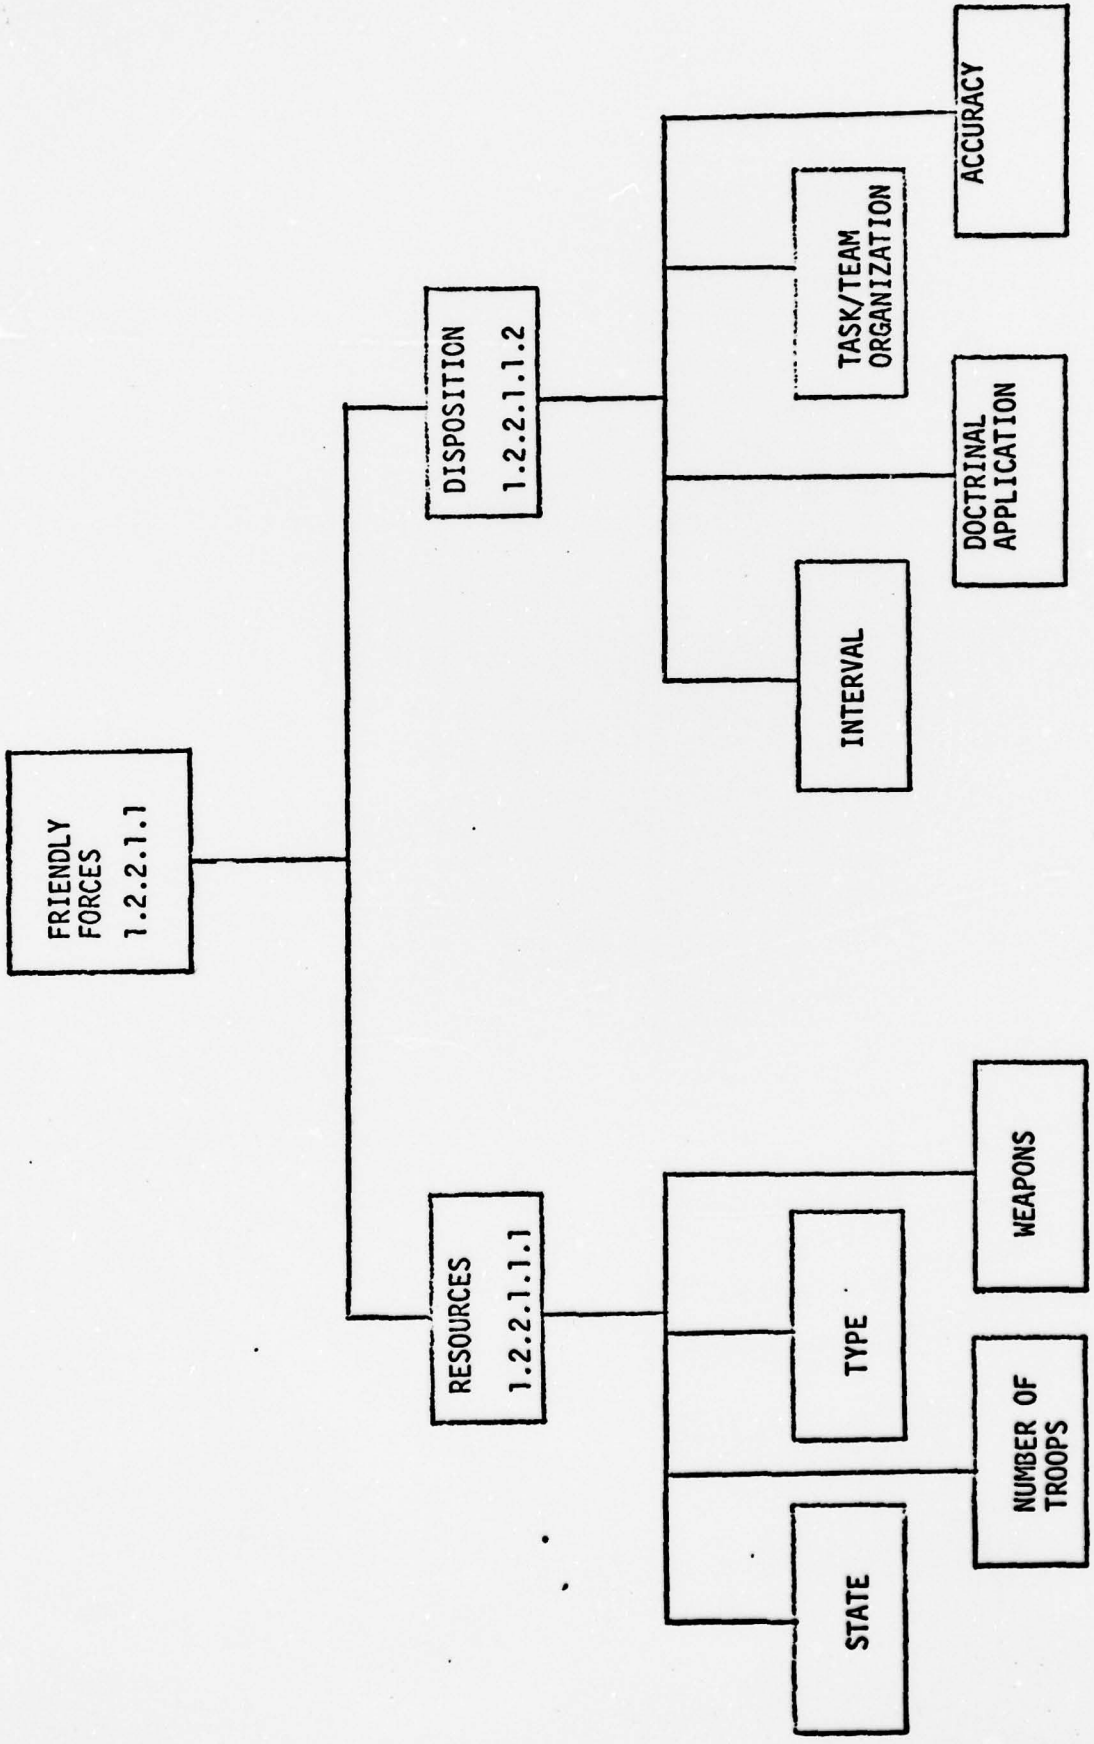 FRIENDLY
FORCES
1.2.2.1.1
RESOURCES
1.2.2.1.1.1
DISPOSITION
1.2.2.1.1.2
STATE
TYPE
INTERVAL
TASK/TEAM
ORGANIZATION
NUMBER OF
TROOPS
WEAPONS
DOCTRINAL
APPLICATION
ACCURACY